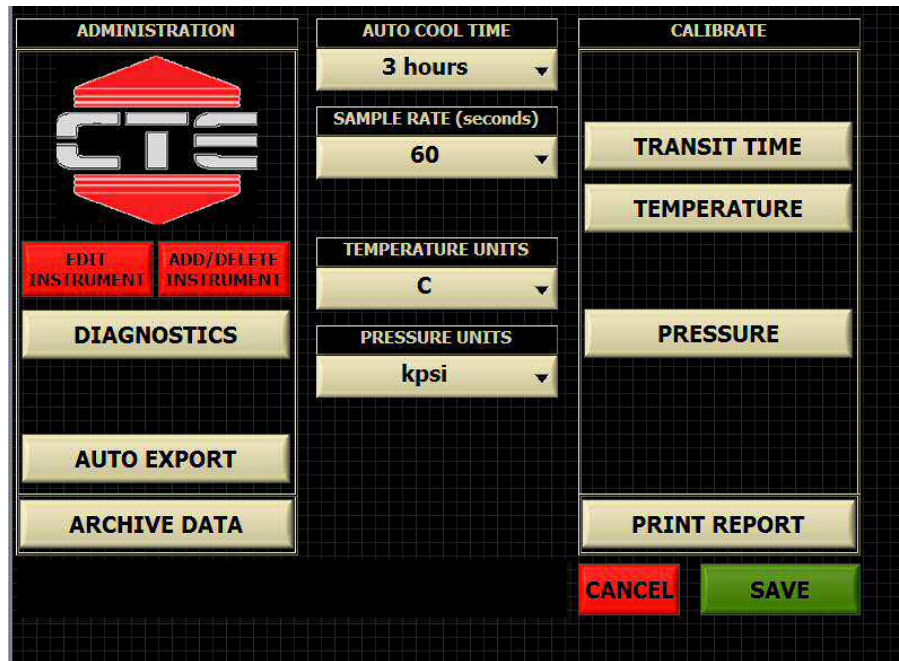 ADMINISTRATION
CTE
EDIT
INSTRUMENT
ADD/DELETE
INSTRUMENT
DIAGNOSTICS
AUTO EXPORT
ARCHIVE DATA
AUTO COOL TIME
3 hours
SAMPLE RATE (seconds)
60
TEMPERATURE UNITS
C
PRESSURE UNITS
kpsi
CALIBRATE
TRANSIT TIME
TEMPERATURE
PRESSURE
PRINT REPORT
CANCEL
SAVE